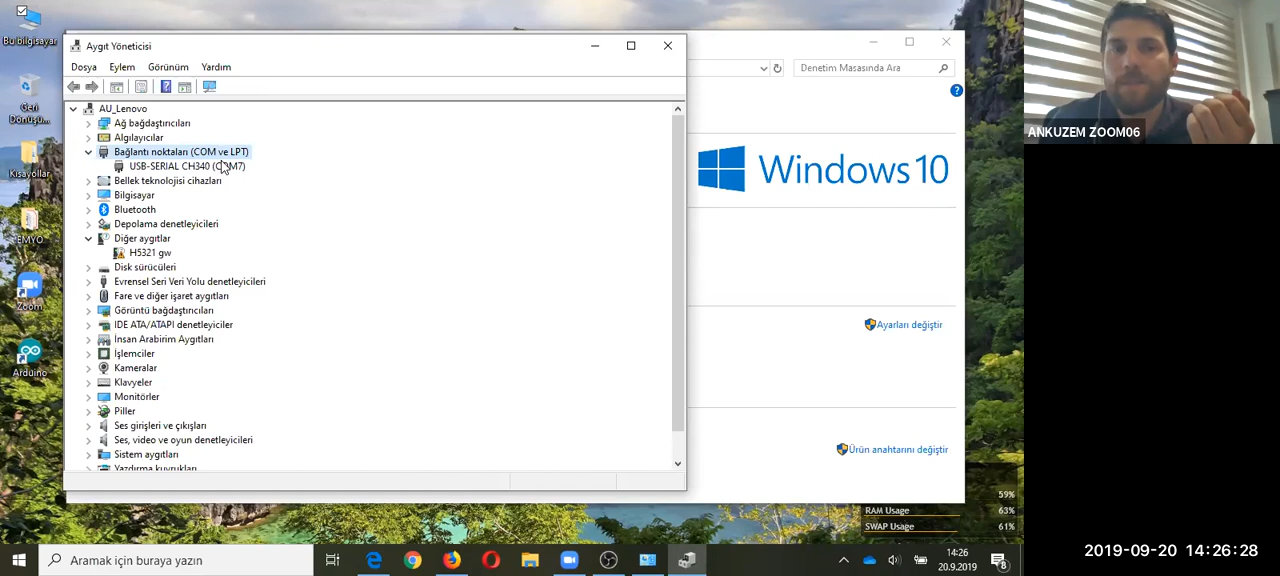 Bu bilgisayar
Geri
Dönüşü...
Kısayollar
EMYO
Zoom
Arduino
Aygıt Yöneticisi
Dosya Eylem Görünüm Yardım
AU_Lenovo
Ağ bağdaştırıcıları
Algılayıcılar
Bağlantı noktaları (COM ve LPT)
USB-SERIAL CH340 (COM7)
Bellek teknolojisi cihazları
Bilgisayar
Bluetooth
Depolama denetleyicileri
Diğer aygıtlar
H5321 gw
Disk sürücüleri
Evrensel Seri Veri Yolu denetleyicileri
Fare ve diğer işaret aygıtları
Görüntü bağdaştırıcıları
IDE ATA/ATAPI denetleyiciler
İnsan Arabirim Aygıtları
İşlemciler
Kameralar
Klavyeler
Monitörler
Piller
Ses girişleri ve çıkışları
Ses, video ve oyun denetleyicileri
Sistem aygıtları
Yazdırma kuyrukları
Denetim Masasında Ara
Windows 10
Ayarları değiştir
Ürün anahtarını değiştir
59%
RAM Usage 63%
SWAP Usage 61%
Aramak için buraya yazın
14:26
20.9.2019
8
ANKUZEM ZOOM06
2019-09-20 14:26:28